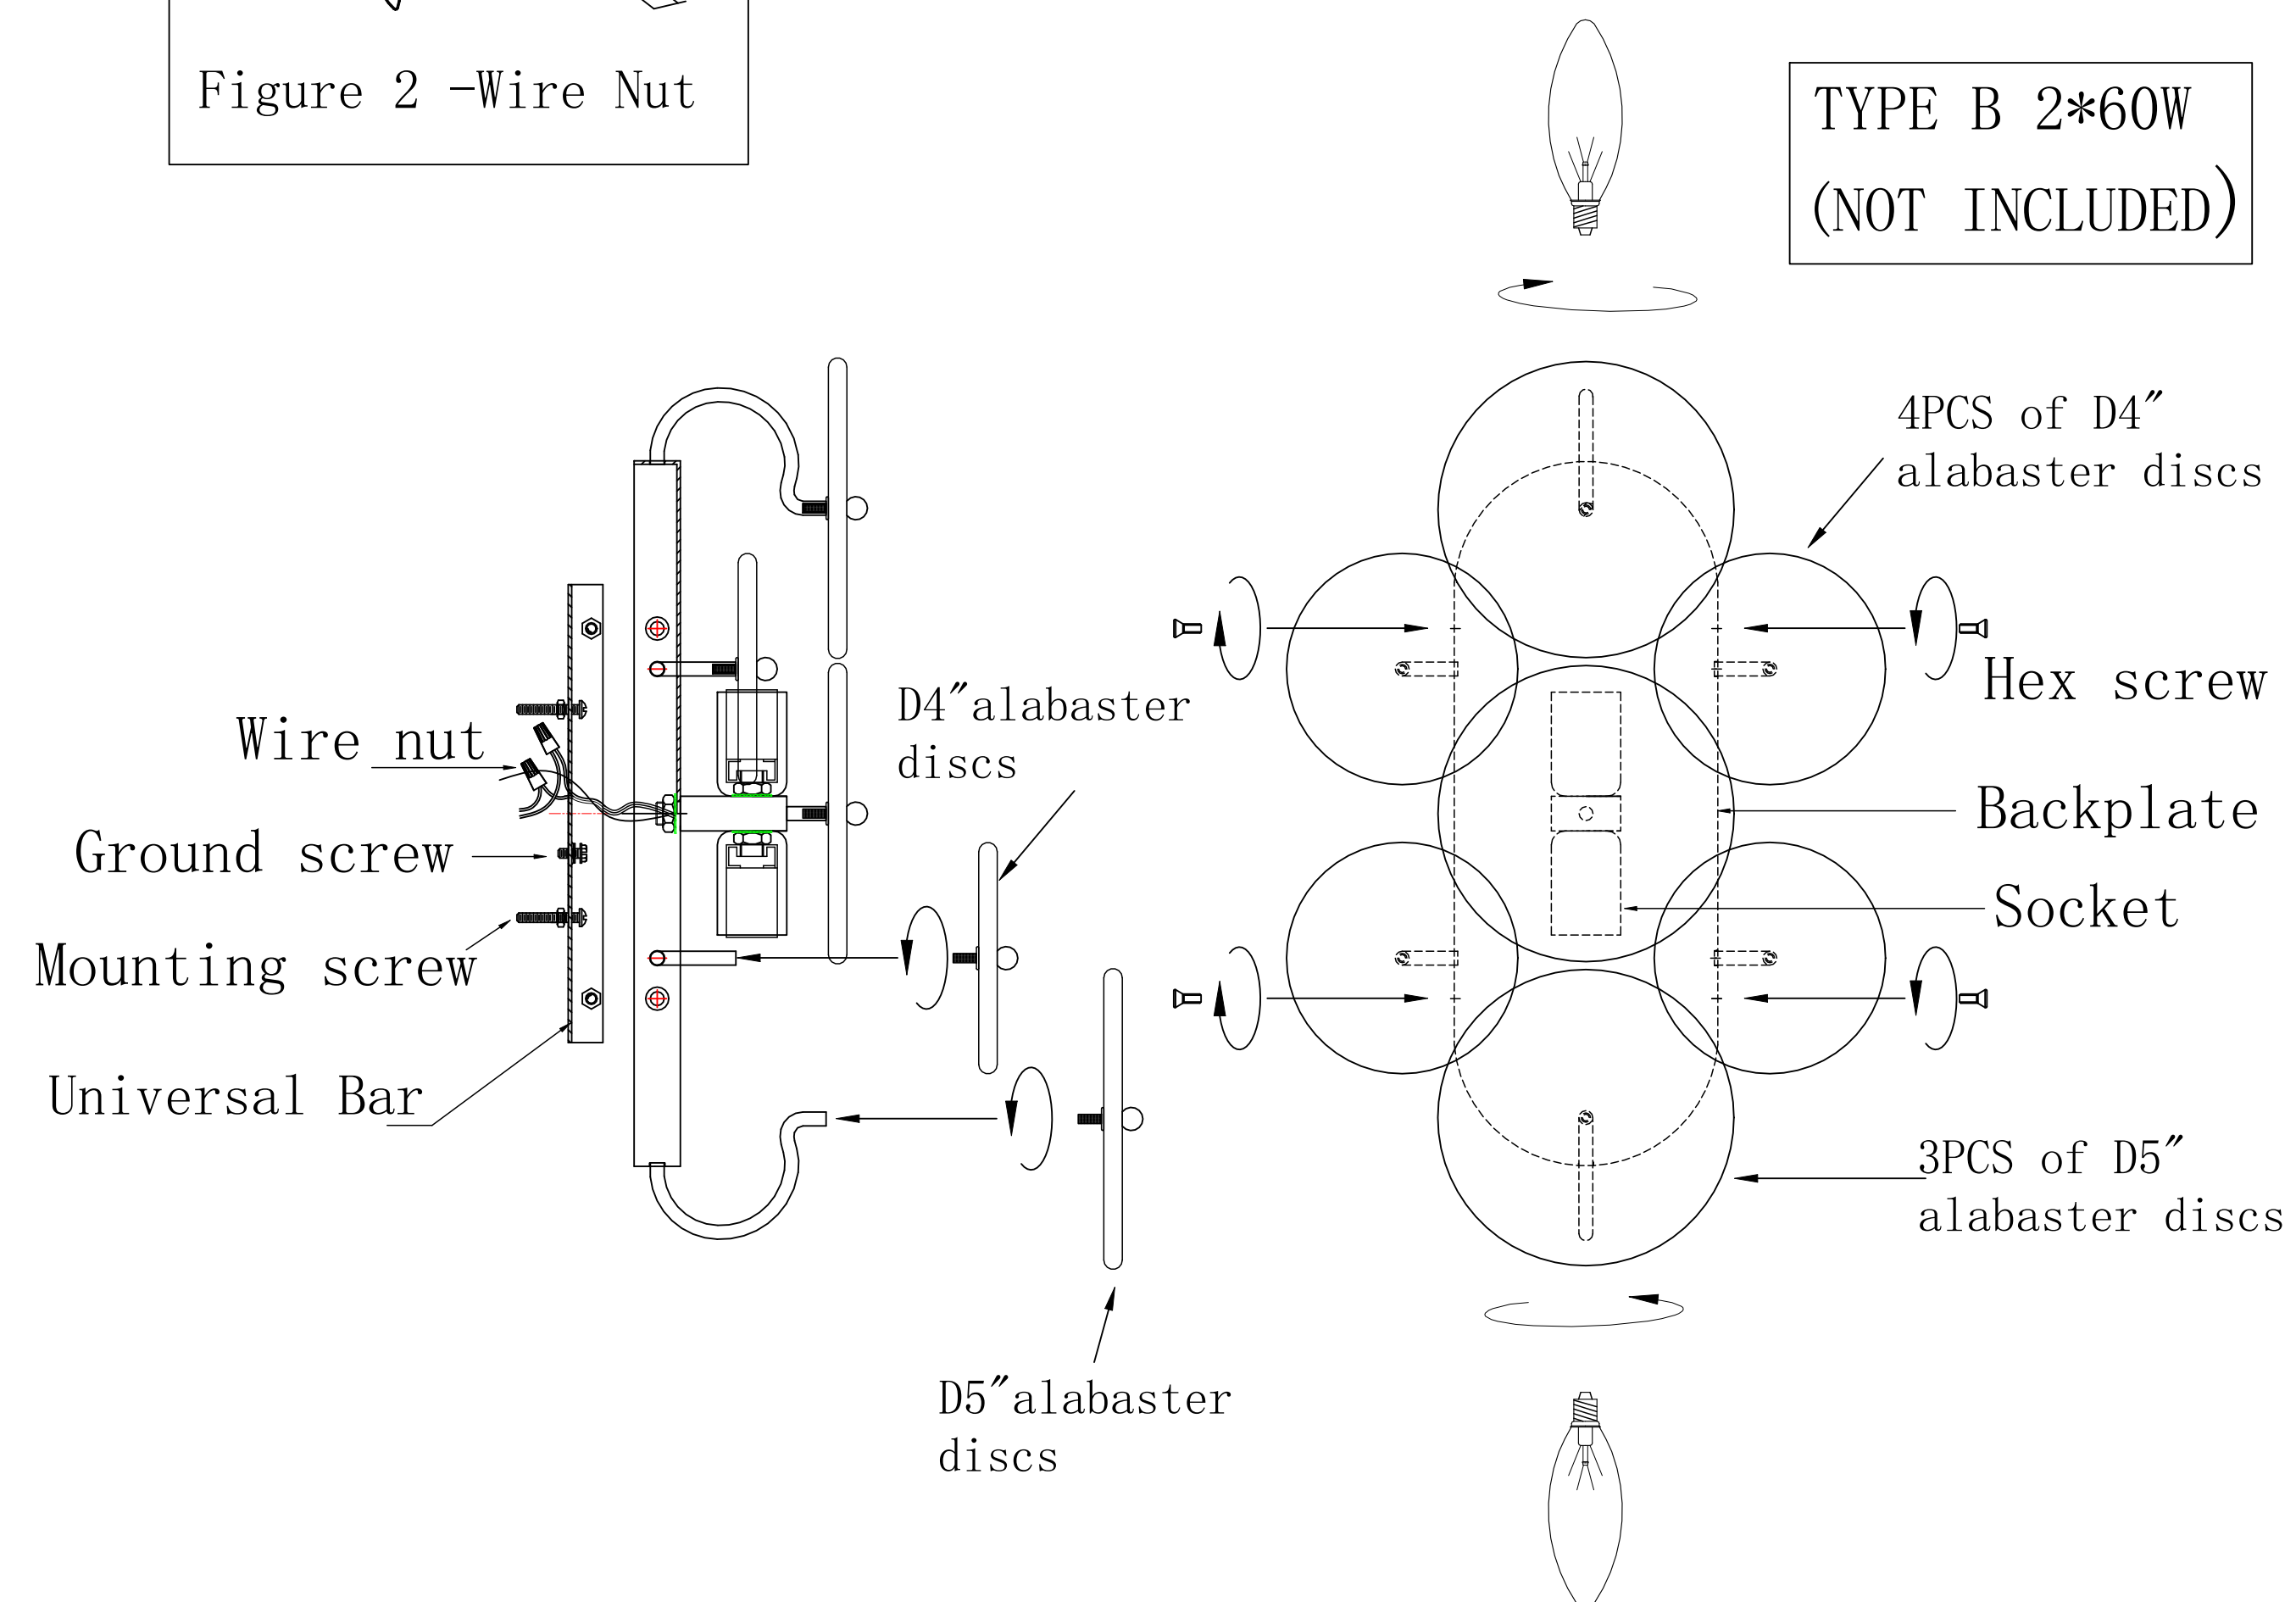 Figure 2 -Wire Nut
TYPE B 2*60W
(NOT INCLUDED)
4PCS of D4"
alabaster discs
Hex screw
D4"alabaster
discs
Wire nut
Backplate
Ground screw
Socket
Mounting screw
Universal Bar
3PCS of D5"
alabaster discs
D5"alabaster
discs